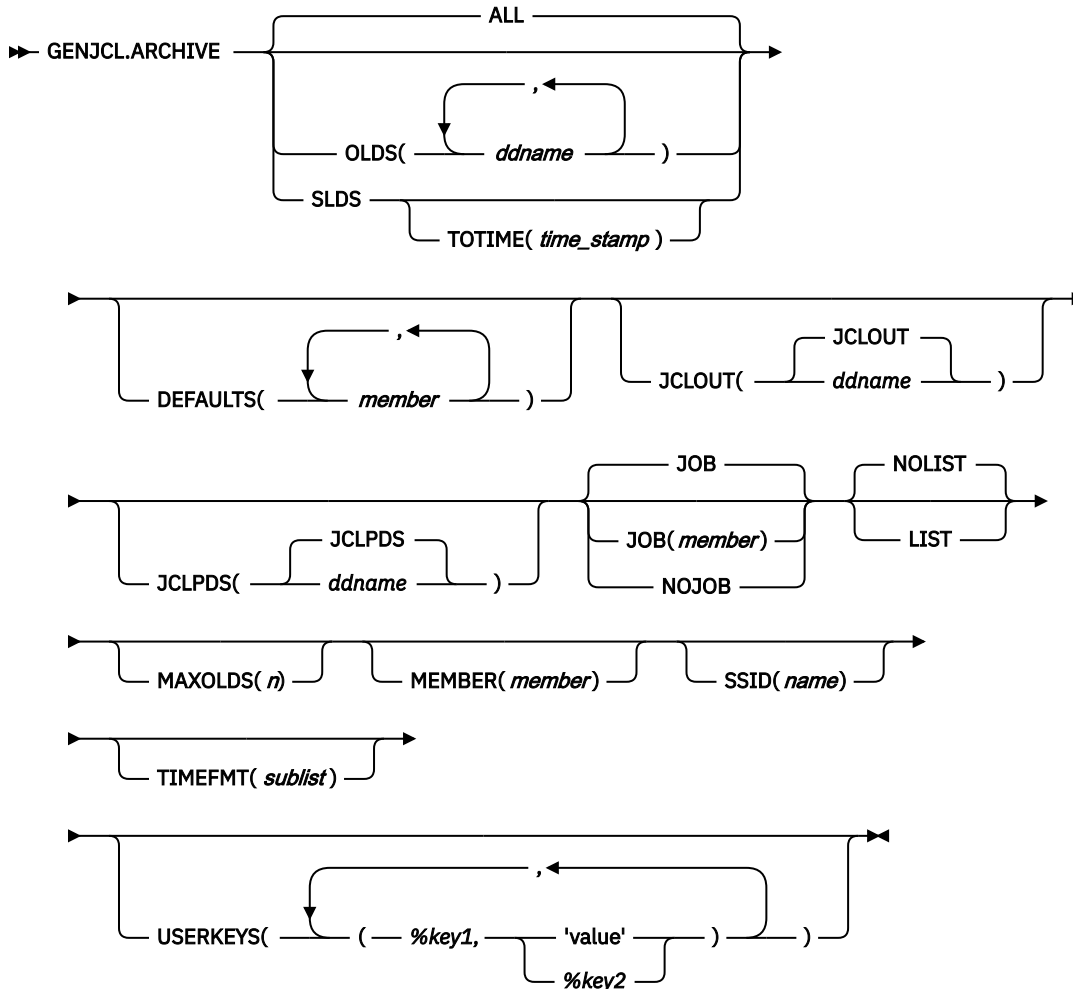 ALL
GENJCL.ARCHIVE
,
OLDS( ddname )
SLDS
TOTIME( time_stamp )
,
DEFAULTS( member )
JCLOUT
JCLOUT( ddname )
JCLPDS
JCLPDS( ddname )
JOB
JOB( member )
NOJOB
NOLIST
LIST
MAXOLDS( n) MEMBER( member ) SSID( name )
TIMEFMT( sublist )
,
USERKEYS( ( %key1, 'value' ) )
%key2